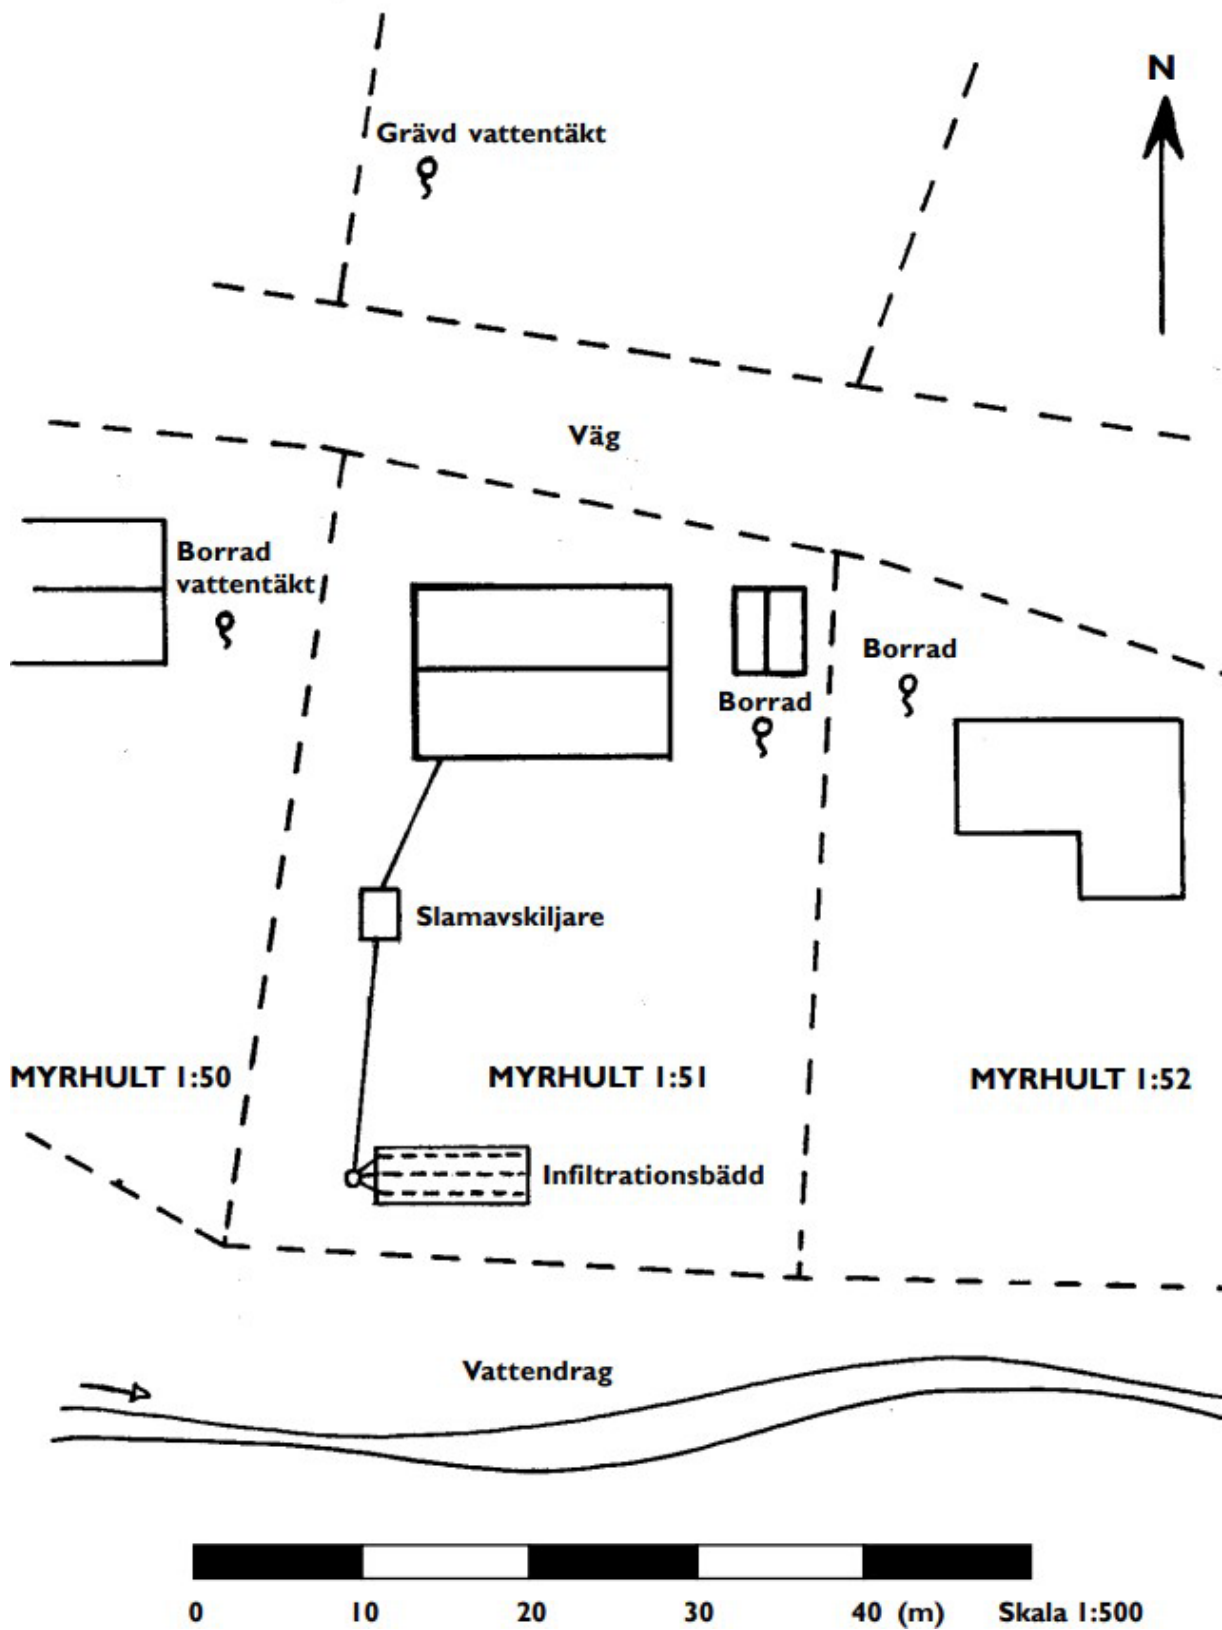 N
Grävd vattentäkt
Väg
Borrad
vattentäkt
Borrad
Borrad
Slamavskiljare
MYRHULT 1:50
MYRHULT 1:51
MYRHULT 1:52
Infiltrationsbädd
Vattendrag
0 10 20 30 40 (m) Skala 1:500